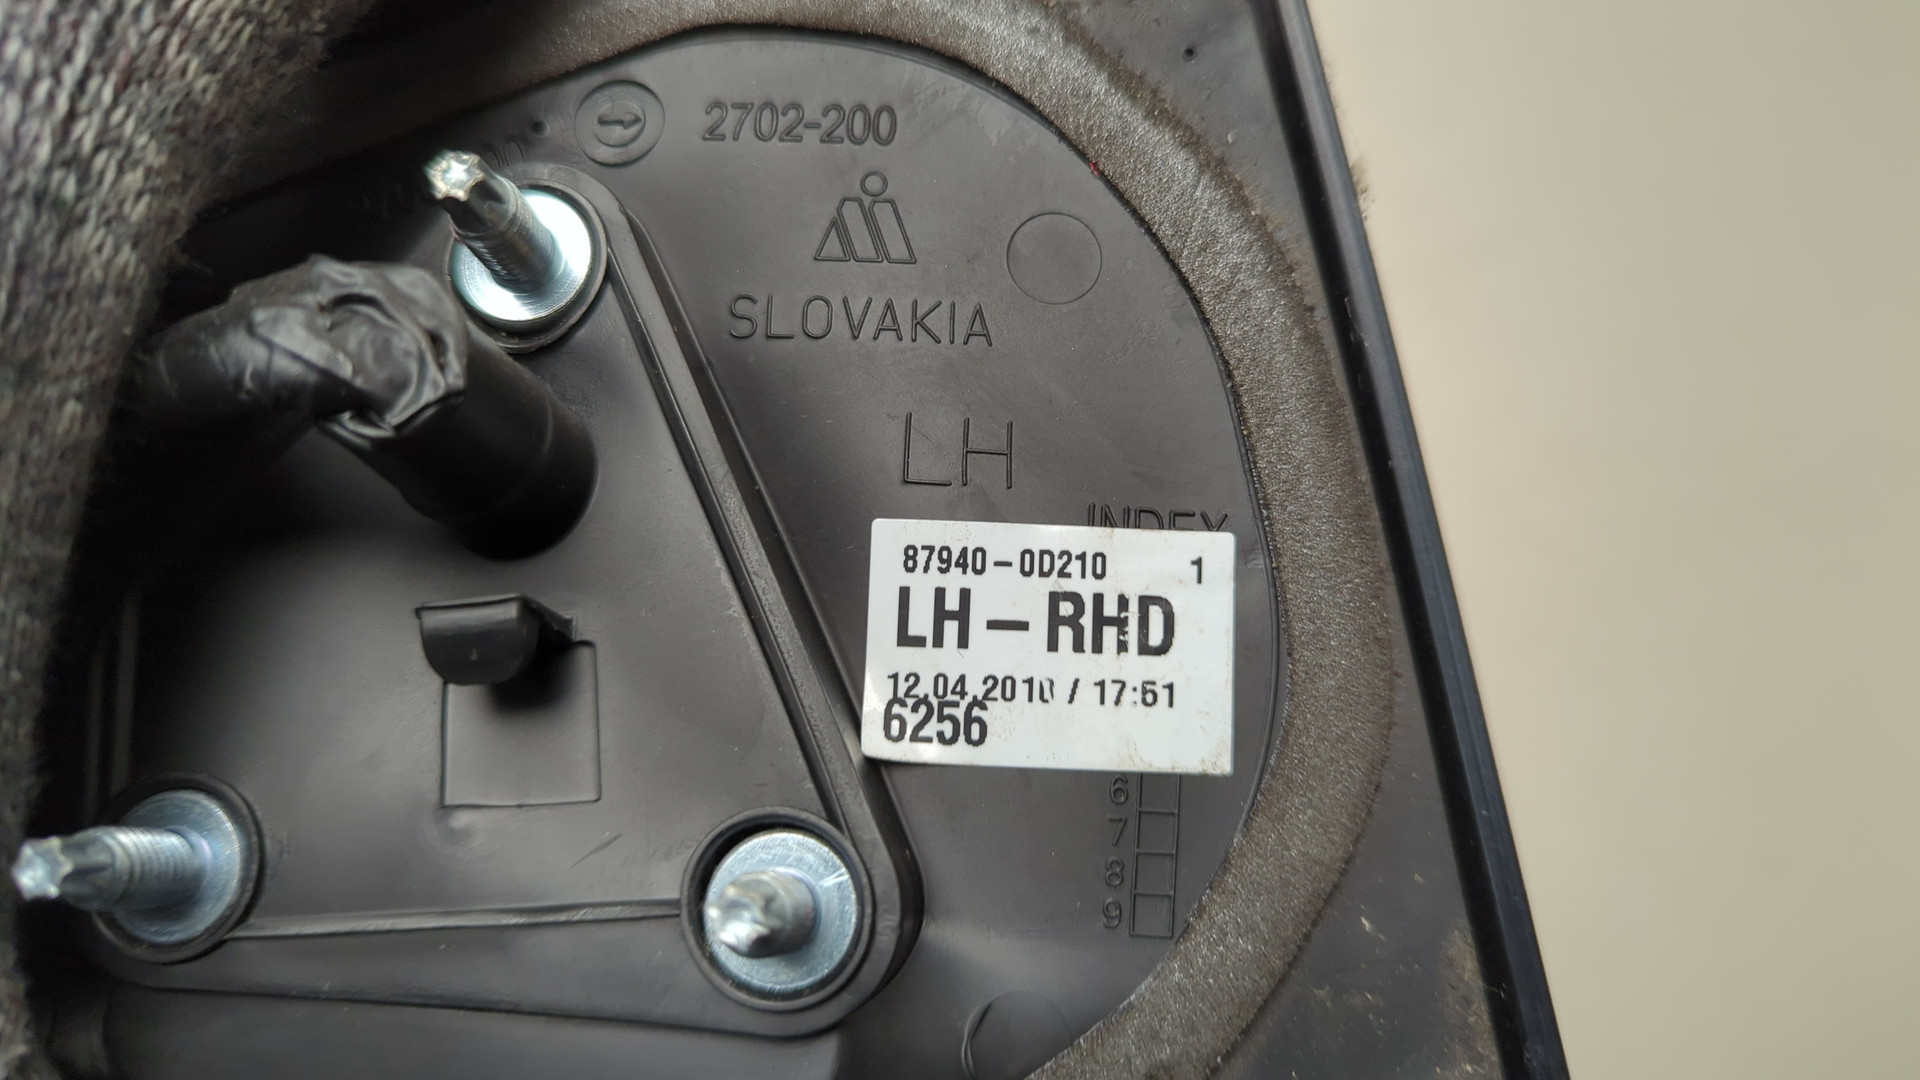 2702-200
SLOVAKIA
LH
INDEX
87940-0D210 1
LH-RHD
12.04.2010 / 17:51
6256
6
7
8
9